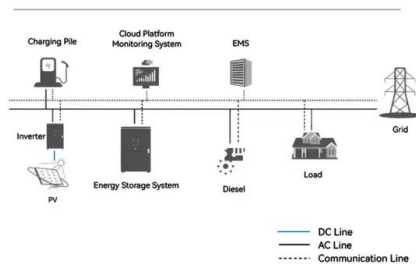 Charging Pile
Cloud Platform
Monitoring System
EMS
Grid
Inverter
PV
Energy Storage System
Diesel
Load
DC Line
AC Line
Communication Line